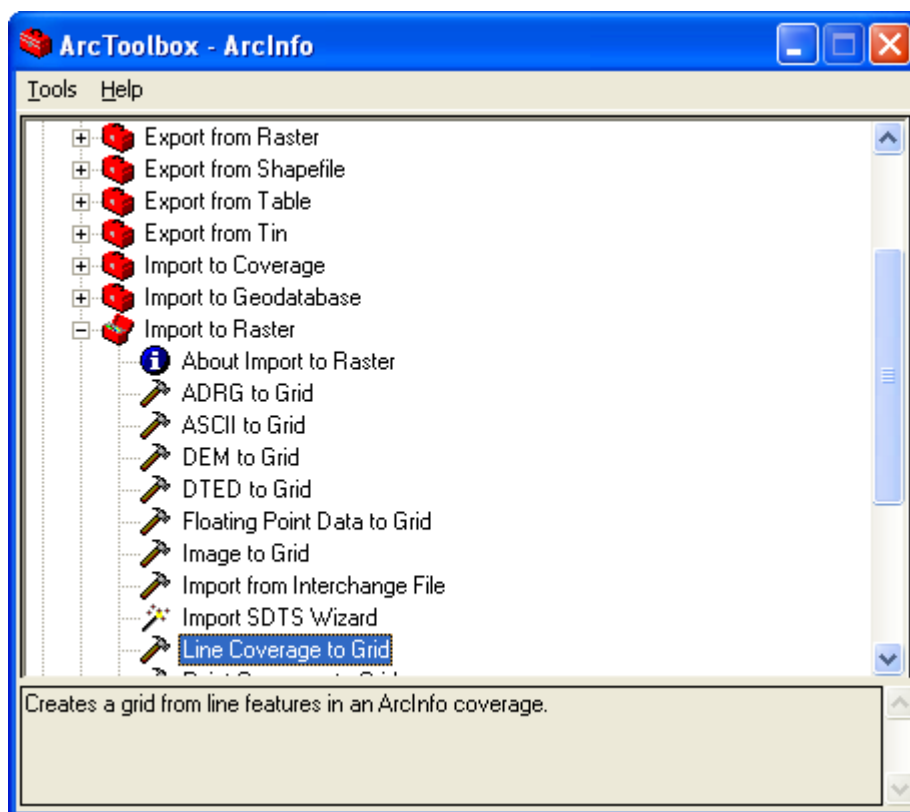 ArcToolbox - ArcInfo
Tools Help
Export from Raster
Export from Shapefile
Export from Table
Export from Tin
Import to Coverage
Import to Geodatabase
Import to Raster
About Import to Raster
ADRG to Grid
ASCII to Grid
DEM to Grid
DTED to Grid
Floating Point Data to Grid
Image to Grid
Import from Interchange File
Import SDTS Wizard
Line Coverage to Grid
Creates a grid from line features in an ArcInfo coverage.